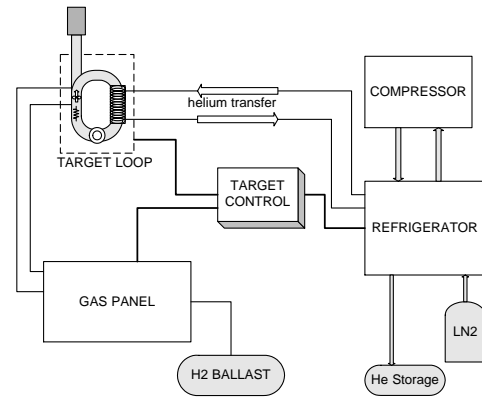 helium transfer
COMPRESSOR
TARGET LOOP
TARGET
CONTROL
REFRIGERATOR
GAS PANEL
LN2
H2 BALLAST
He Storage